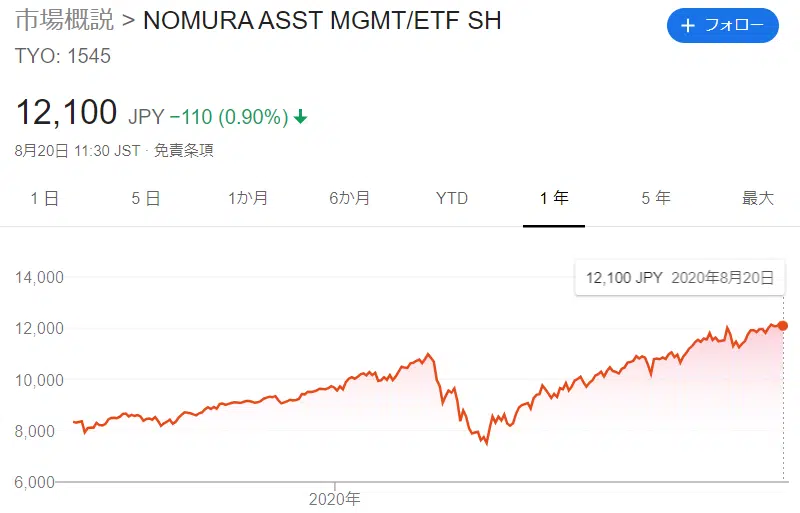 市場概説 > NOMURA ASST MGMT/ETF SH
+ フォロー
TYO: 1545
12,100 JPY −110 (0.90%) ↓
8月20日 11:30 JST · 免責条項
1 日 5 日 1か月 6か月 YTD 1 年 5 年 最大
12,100 JPY 2020年8月20日
14,000
12,000
10,000
8,000
6,000
2020年